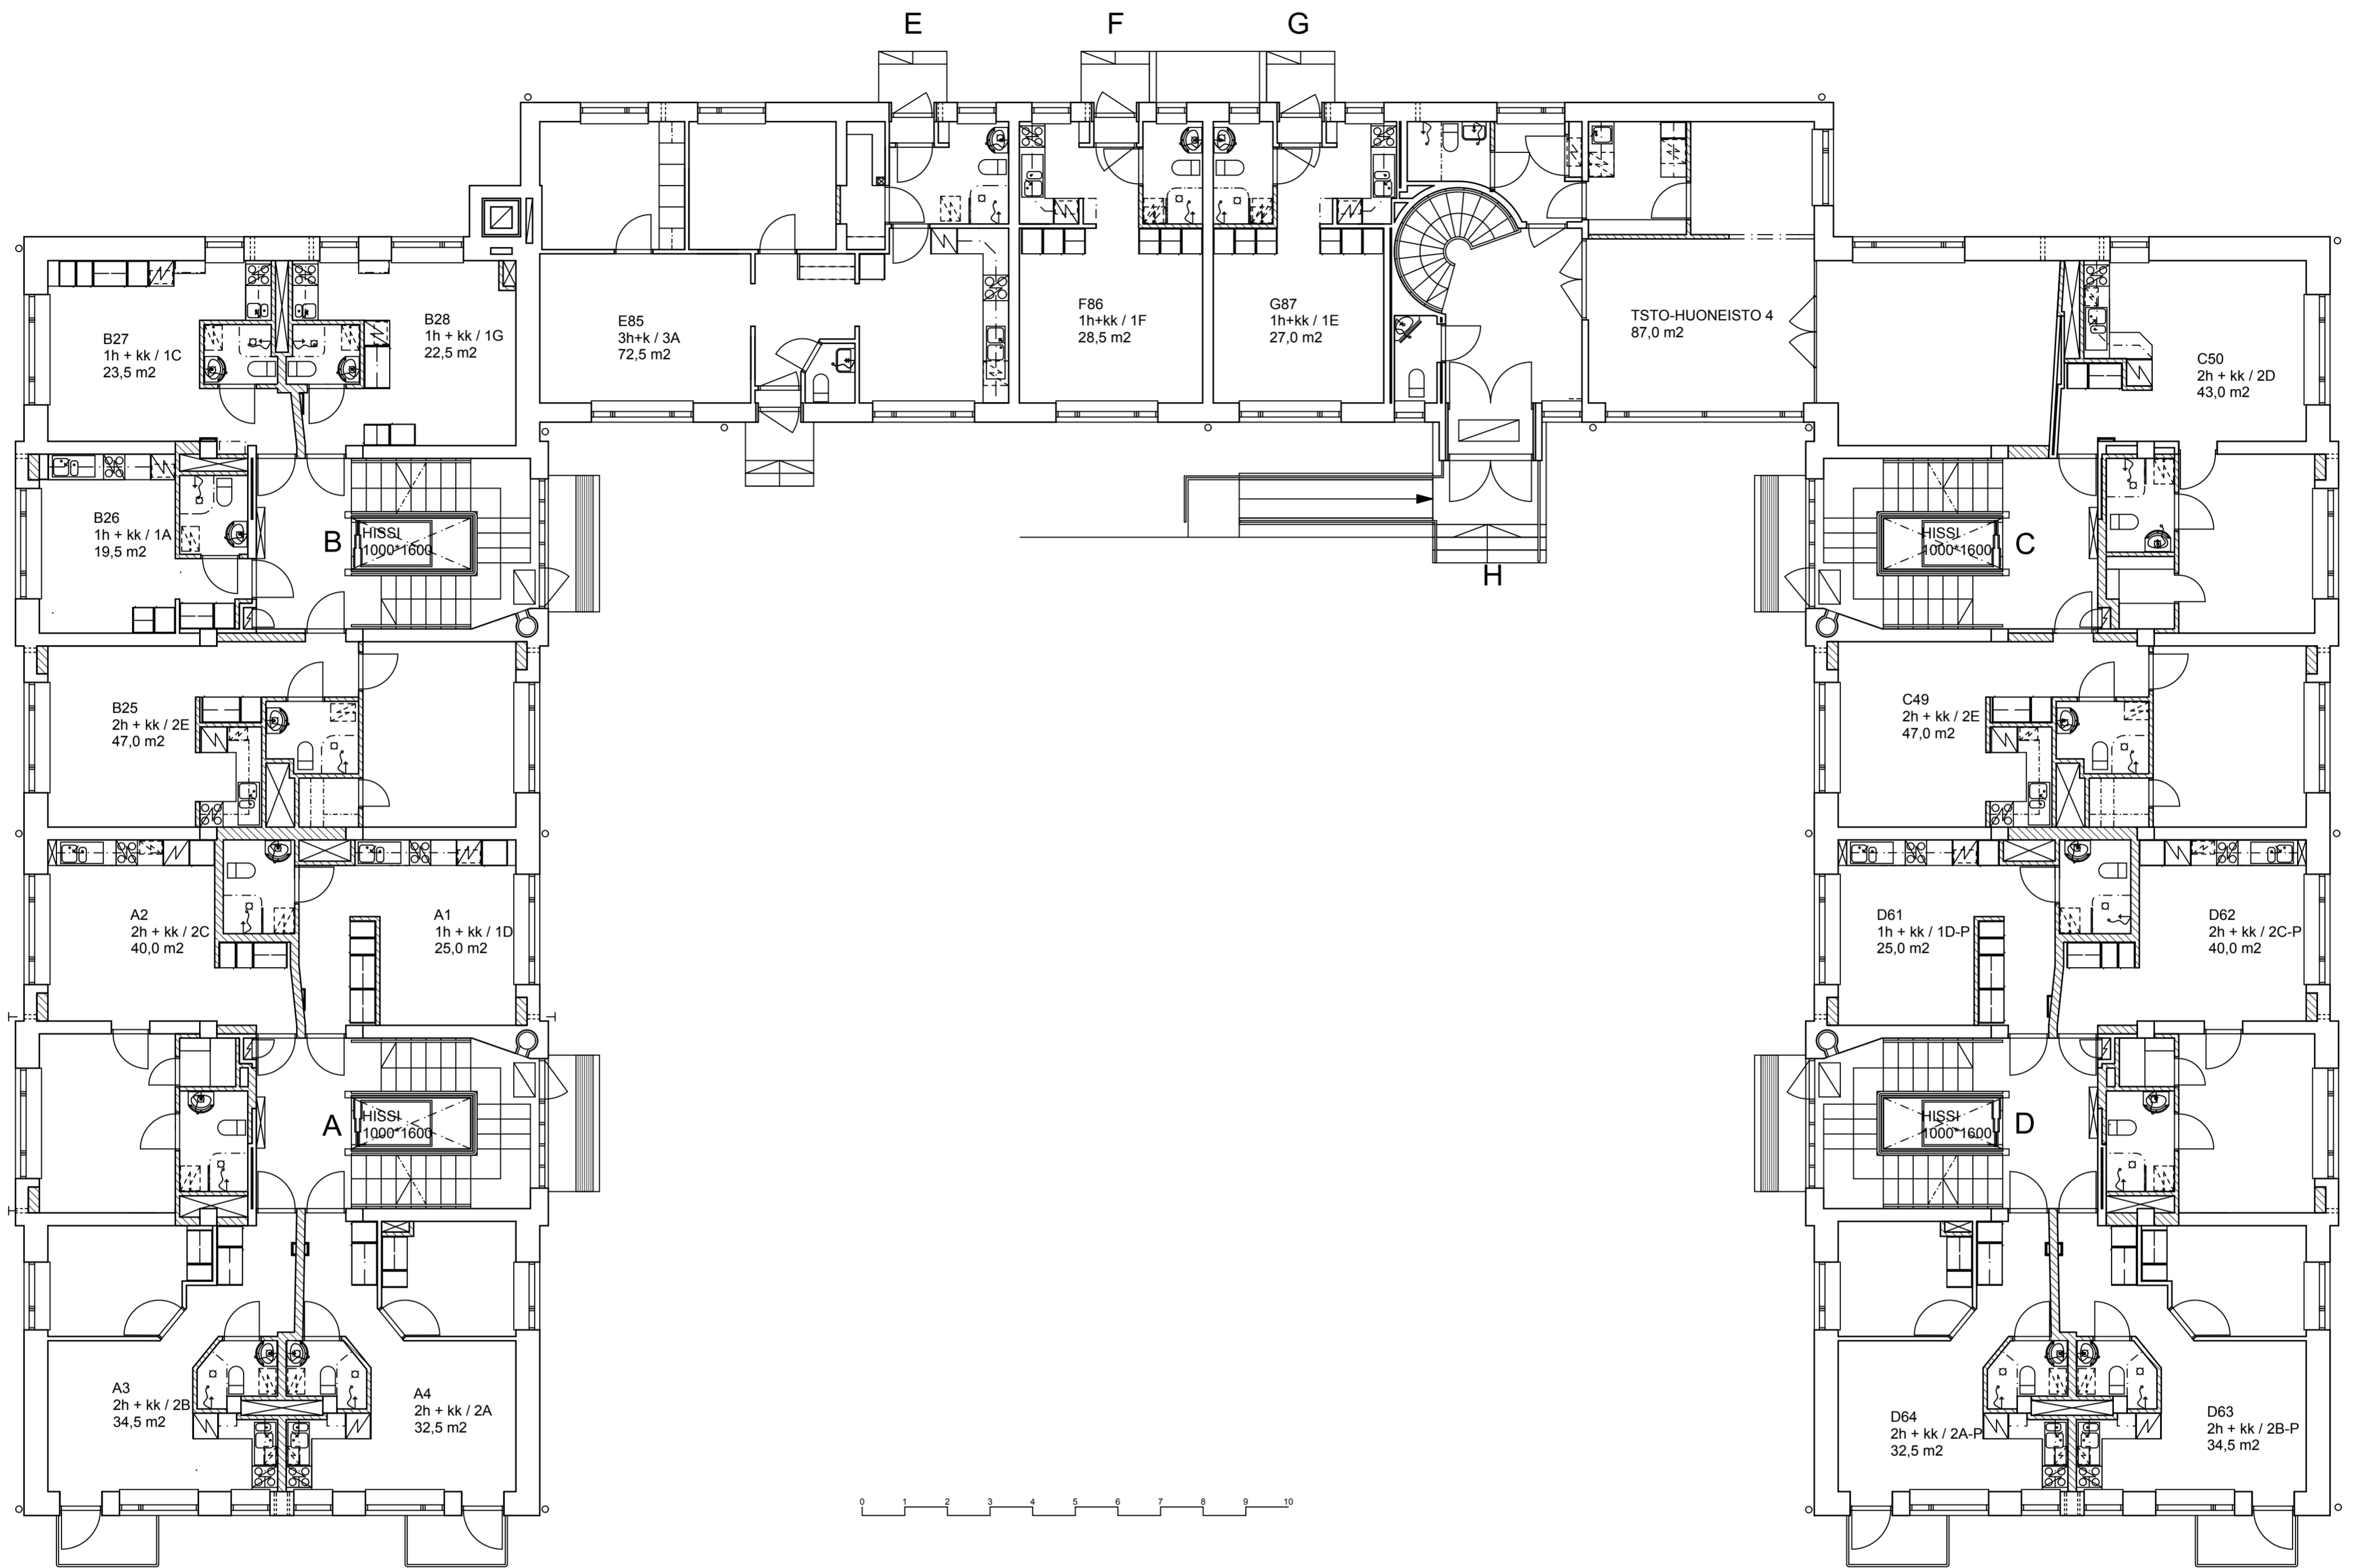 E
F
G
B27
1h + kk / 1C
23,5 m2
B28
1h + kk / 1G
22,5 m2
E85
3h+k / 3A
72,5 m2
F86
1h+kk / 1F
28,5 m2
G87
1h+kk / 1E
27,0 m2
TSTO-HUONEISTO 4
87,0 m2
C50
2h + kk / 2D
43,0 m2
B26
1h + kk / 1A
19,5 m2
B
HISSI
1000*1600
H
HISSI
1000*1600
C
B25
2h + kk / 2E
47,0 m2
C49
2h + kk / 2E
47,0 m2
A2
2h + kk / 2C
40,0 m2
A1
1h + kk / 1D
25,0 m2
D61
1h + kk / 1D-P
25,0 m2
D62
2h + kk / 2C-P
40,0 m2
A
HISSI
1000*1600
HISSI
1000*1600
D
A3
2h + kk / 2B
34,5 m2
A4
2h + kk / 2A
32,5 m2
D64
2h + kk / 2A-P
32,5 m2
D63
2h + kk / 2B-P
34,5 m2
0 1 2 3 4 5 6 7 8 9 10